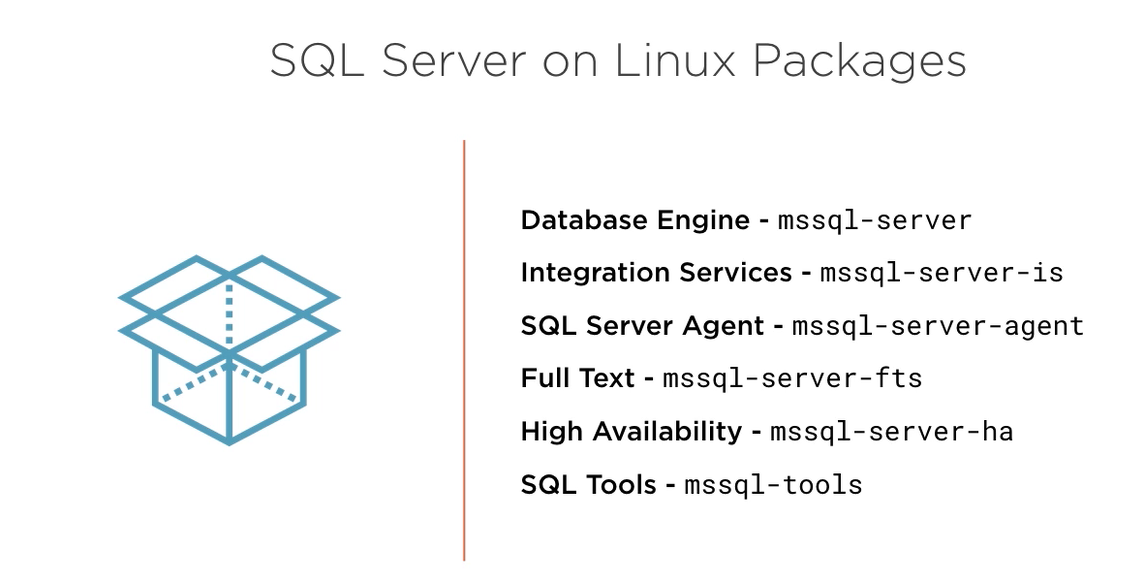 SQL Server on Linux Packages
Database Engine - mssql-server
Integration Services - mssql-server-is
SQL Server Agent - mssql-server-agent
Full Text - mssql-server-fts
High Availability - mssql-server-ha
SQL Tools - mssql-tools